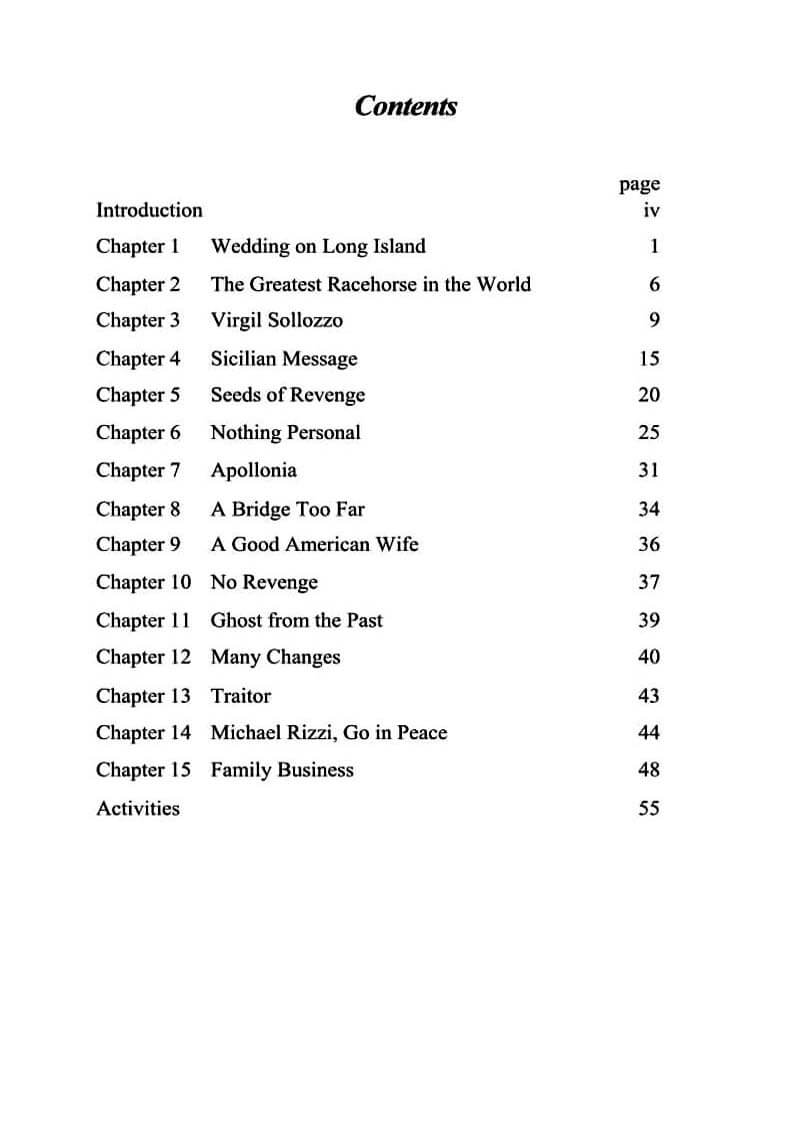 Contents
page
Introduction iv
Chapter 1 Wedding on Long Island 1
Chapter 2 The Greatest Racehorse in the World 6
Chapter 3 Virgil Sollozzo 9
Chapter 4 Sicilian Message 15
Chapter 5 Seeds of Revenge 20
Chapter 6 Nothing Personal 25
Chapter 7 Apollonia 31
Chapter 8 A Bridge Too Far 34
Chapter 9 A Good American Wife 36
Chapter 10 No Revenge 37
Chapter 11 Ghost from the Past 39
Chapter 12 Many Changes 40
Chapter 13 Traitor 43
Chapter 14 Michael Rizzi, Go in Peace 44
Chapter 15 Family Business 48
Activities 55